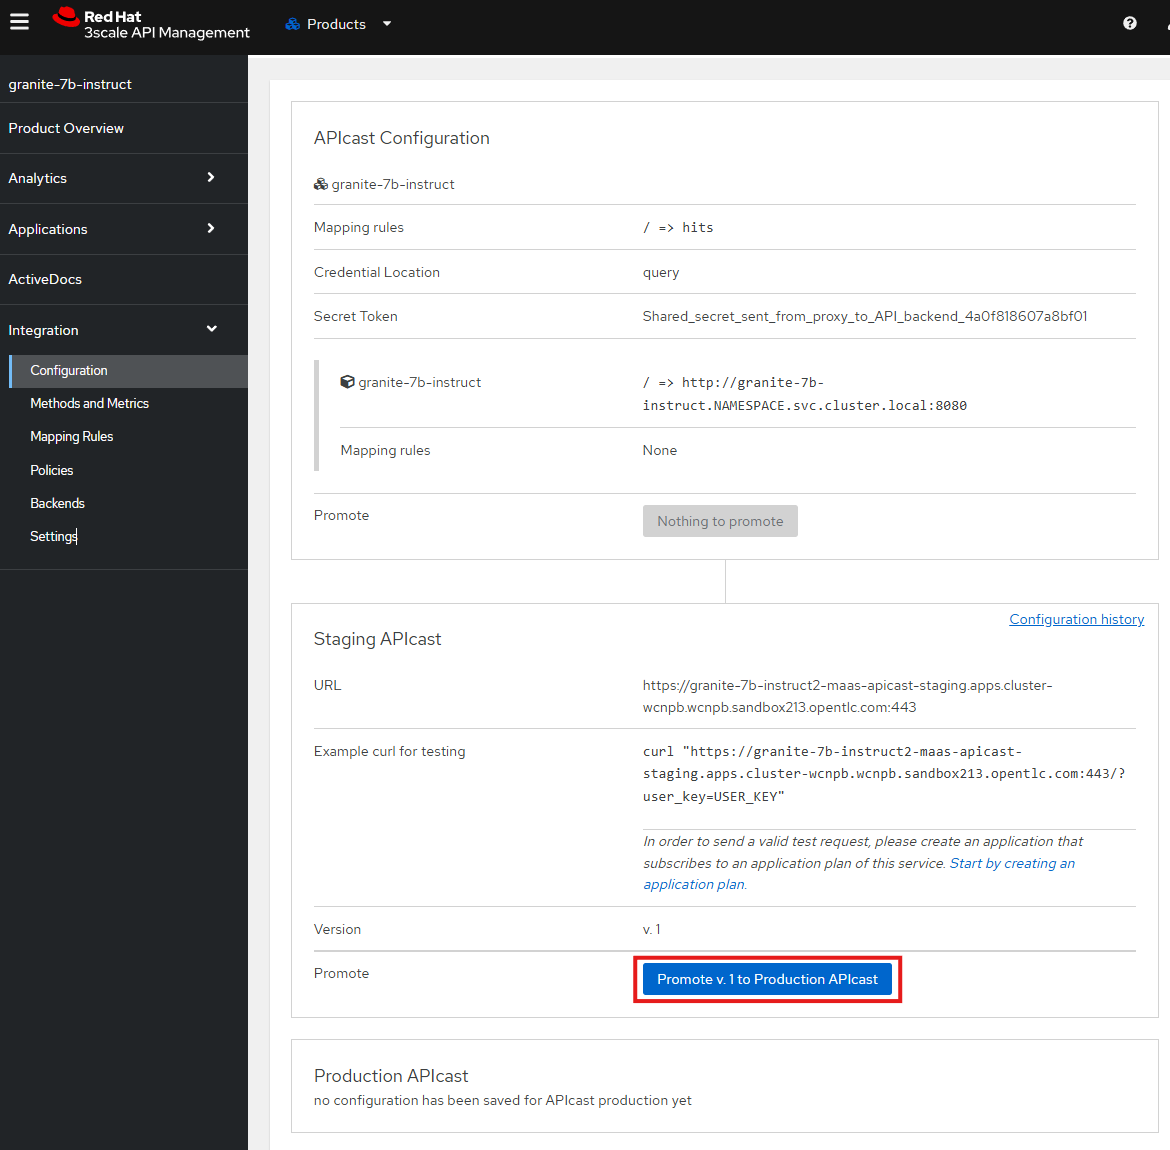 Red Hat
3scale API Management
Products
granite-7b-instruct
Product Overview
Analytics
Applications
ActiveDocs
Integration
Configuration
Methods and Metrics
Mapping Rules
Policies
Backends
Settings
APIcast Configuration
granite-7b-instruct
Mapping rules
/ => hits
Credential Location
query
Secret Token
Shared_secret_sent_from_proxy_to_API_backend_4a0f818607a8bf01
granite-7b-instruct
/ => http://granite-7b-
instruct.NAMESPACE.svc.cluster.local:8080
Mapping rules
None
Promote
Nothing to promote
Configuration history
Staging APIcast
URL
https://granite-7b-instruct2-maas-apicast-staging.apps.cluster-
wcnpb.wcnpb.sandbox213.opentlc.com:443
Example curl for testing
curl "https://granite-7b-instruct2-maas-apicast-
staging.apps.cluster-wcnpb.wcnpb.sandbox213.opentlc.com:443/?
user_key=USER_KEY"
In order to send a valid test request, please create an application that
subscribes to an application plan of this service. Start by creating an
application plan.
Version
v. 1
Promote
Promote v. 1 to Production APIcast
Production APIcast
no configuration has been saved for APIcast production yet